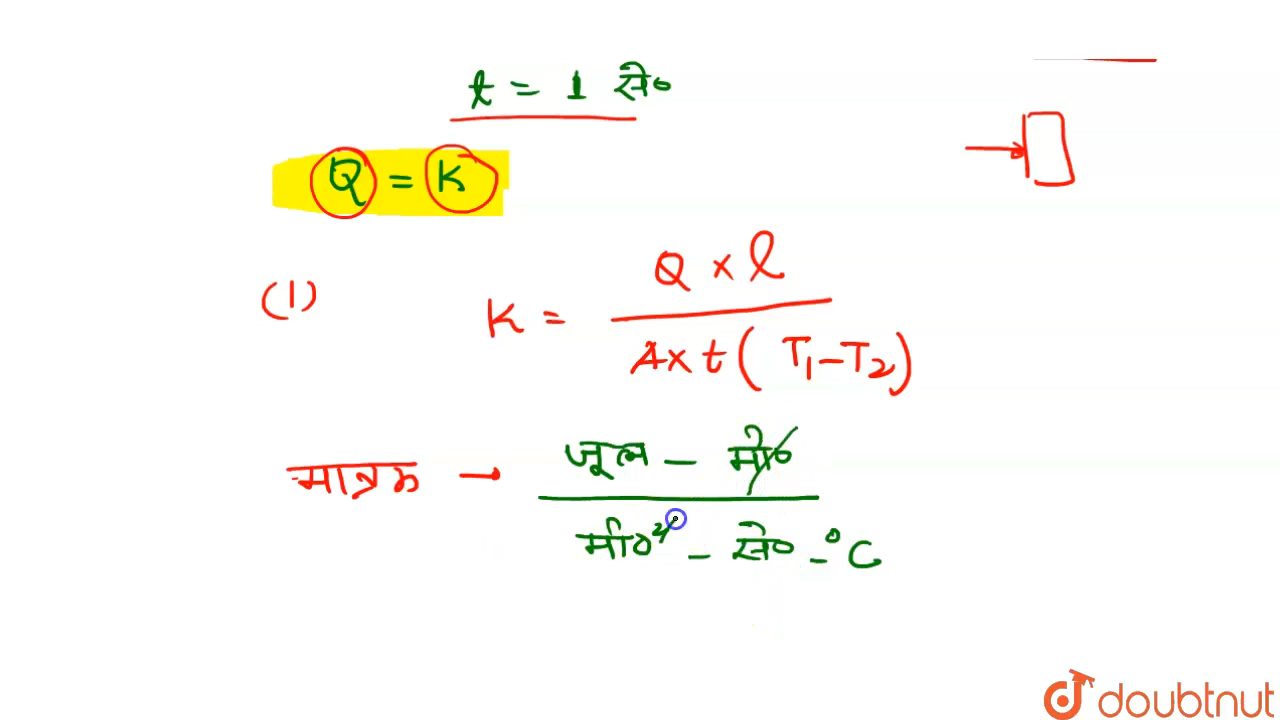 t = 1 से०
Q = K
(1) K = Q × l / A × t ( T1 - T2 )
मात्रक → जूल - मी० / मी०² - से० - °C
doubtnut